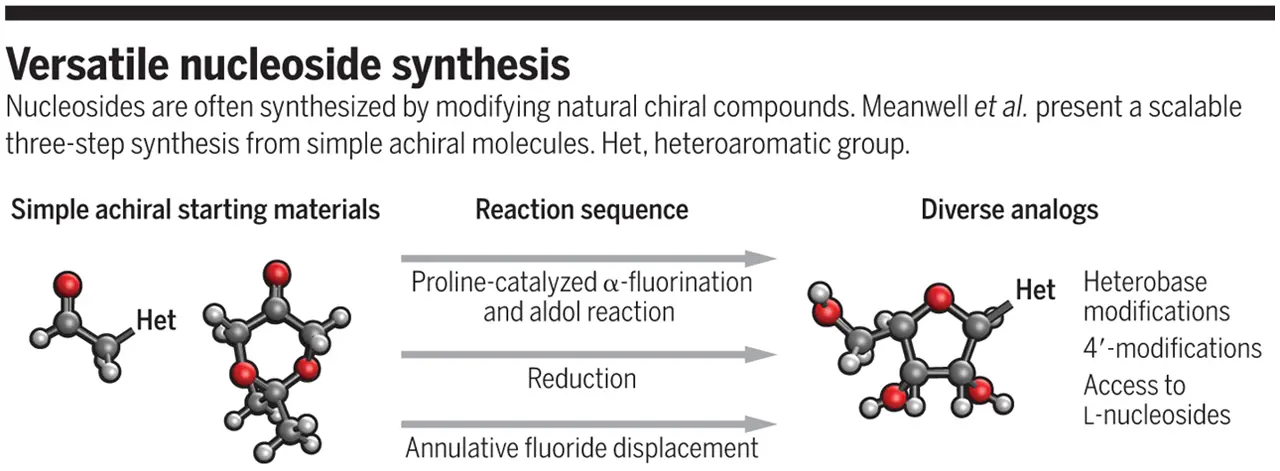 Versatile nucleoside synthesis
Nucleosides are often synthesized by modifying natural chiral compounds. Meanwell et al. present a scalable
three-step synthesis from simple achiral molecules. Het, heteroaromatic group.
Simple achiral starting materials
Het
Reaction sequence
Proline-catalyzed α-fluorination
and aldol reaction
Reduction
Annulative fluoride displacement
Diverse analogs
Het
Heterobase
modifications
4′-modifications
Access to
L-nucleosides